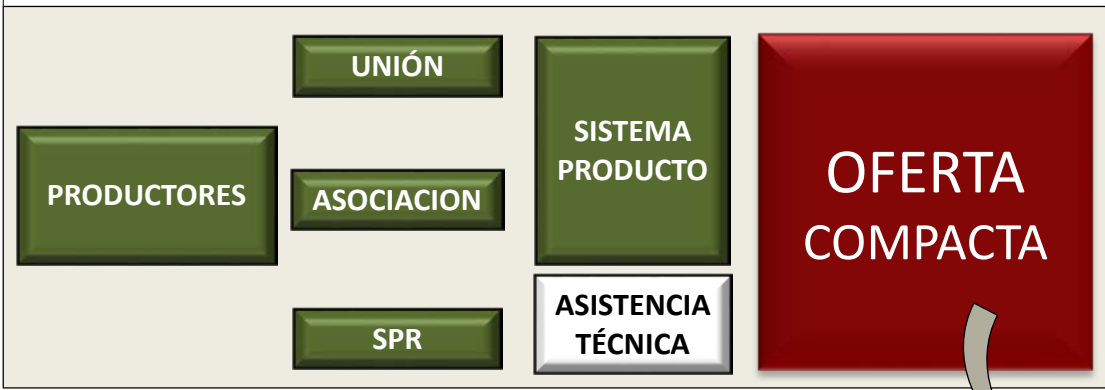 PRODUCTORES
UNIÓN
ASOCIACION
SPR
SISTEMA
PRODUCTO
ASISTENCIA
TÉCNICA
OFERTA
COMPACTA